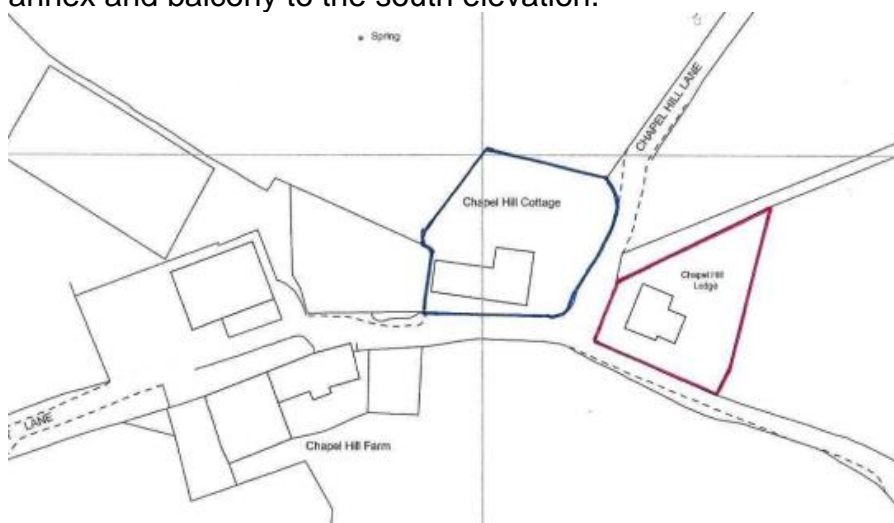 annex and balcony to the south elevation.
Spring
CHAPEL HILL LANE
Chapel Hill Cottage
Chapel Hill
Lodge
LANE
Chapel Hill Farm